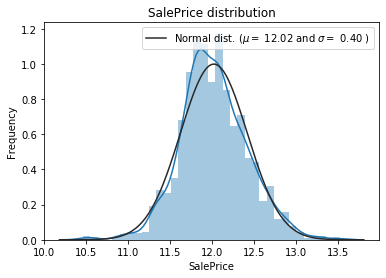 SalePrice distribution
Normal dist. (μ = 12.02 and σ = 0.40 )
1.2
1.0
0.8
0.6
0.4
0.2
0.0
Frequency
10.0 10.5 11.0 11.5 12.0 12.5 13.0 13.5
SalePrice